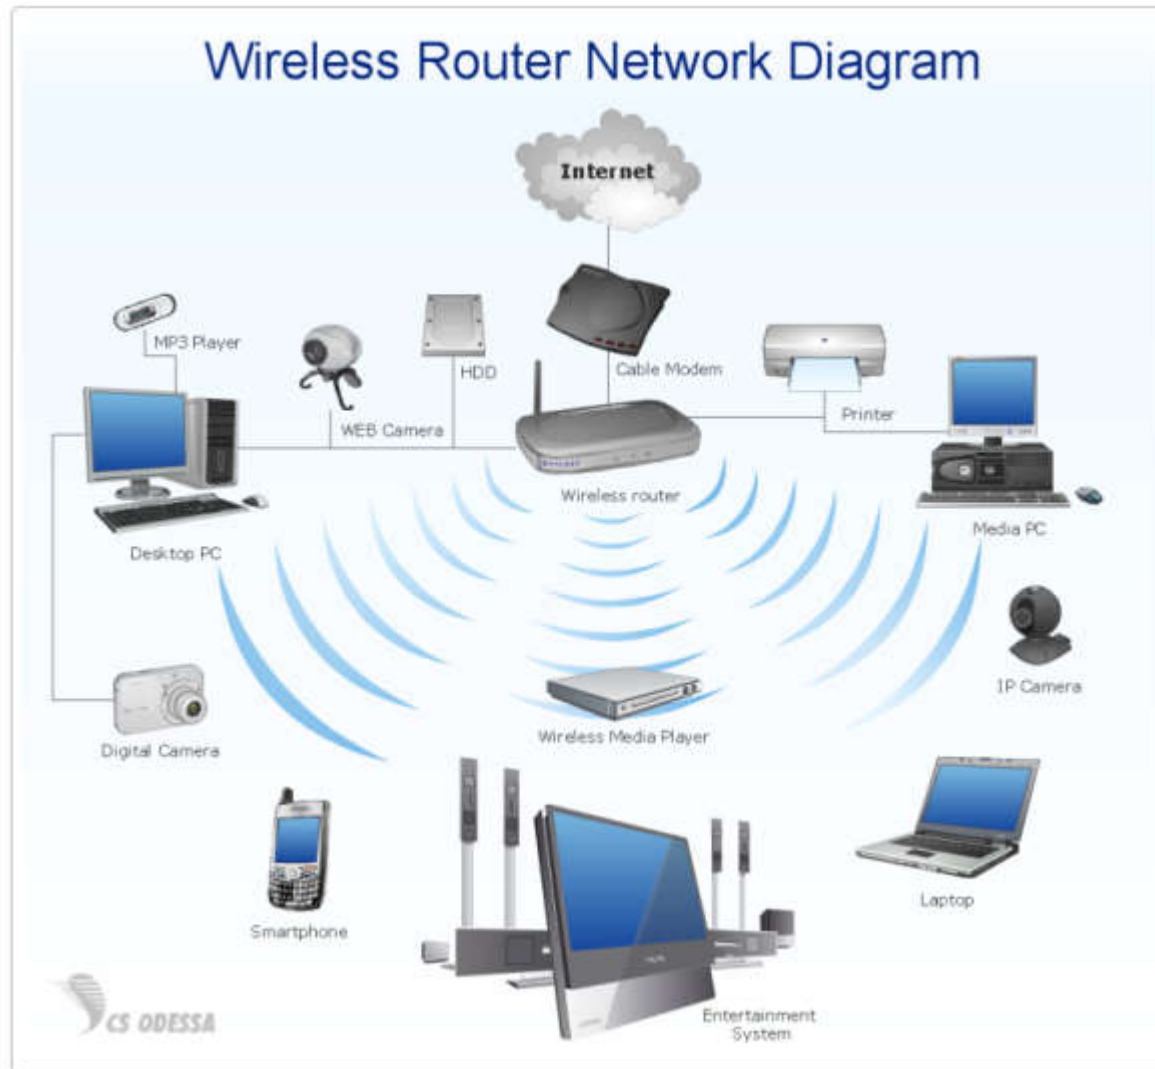 Wireless Router Network Diagram
Internet
MP3 Player
HDD
Cable Modem
WEB Camera
Printer
Wireless router
Desktop PC
Media PC
IP Camera
Digital Camera
Wireless Media Player
Laptop
Smartphone
Entertainment
System
CS ODESSA